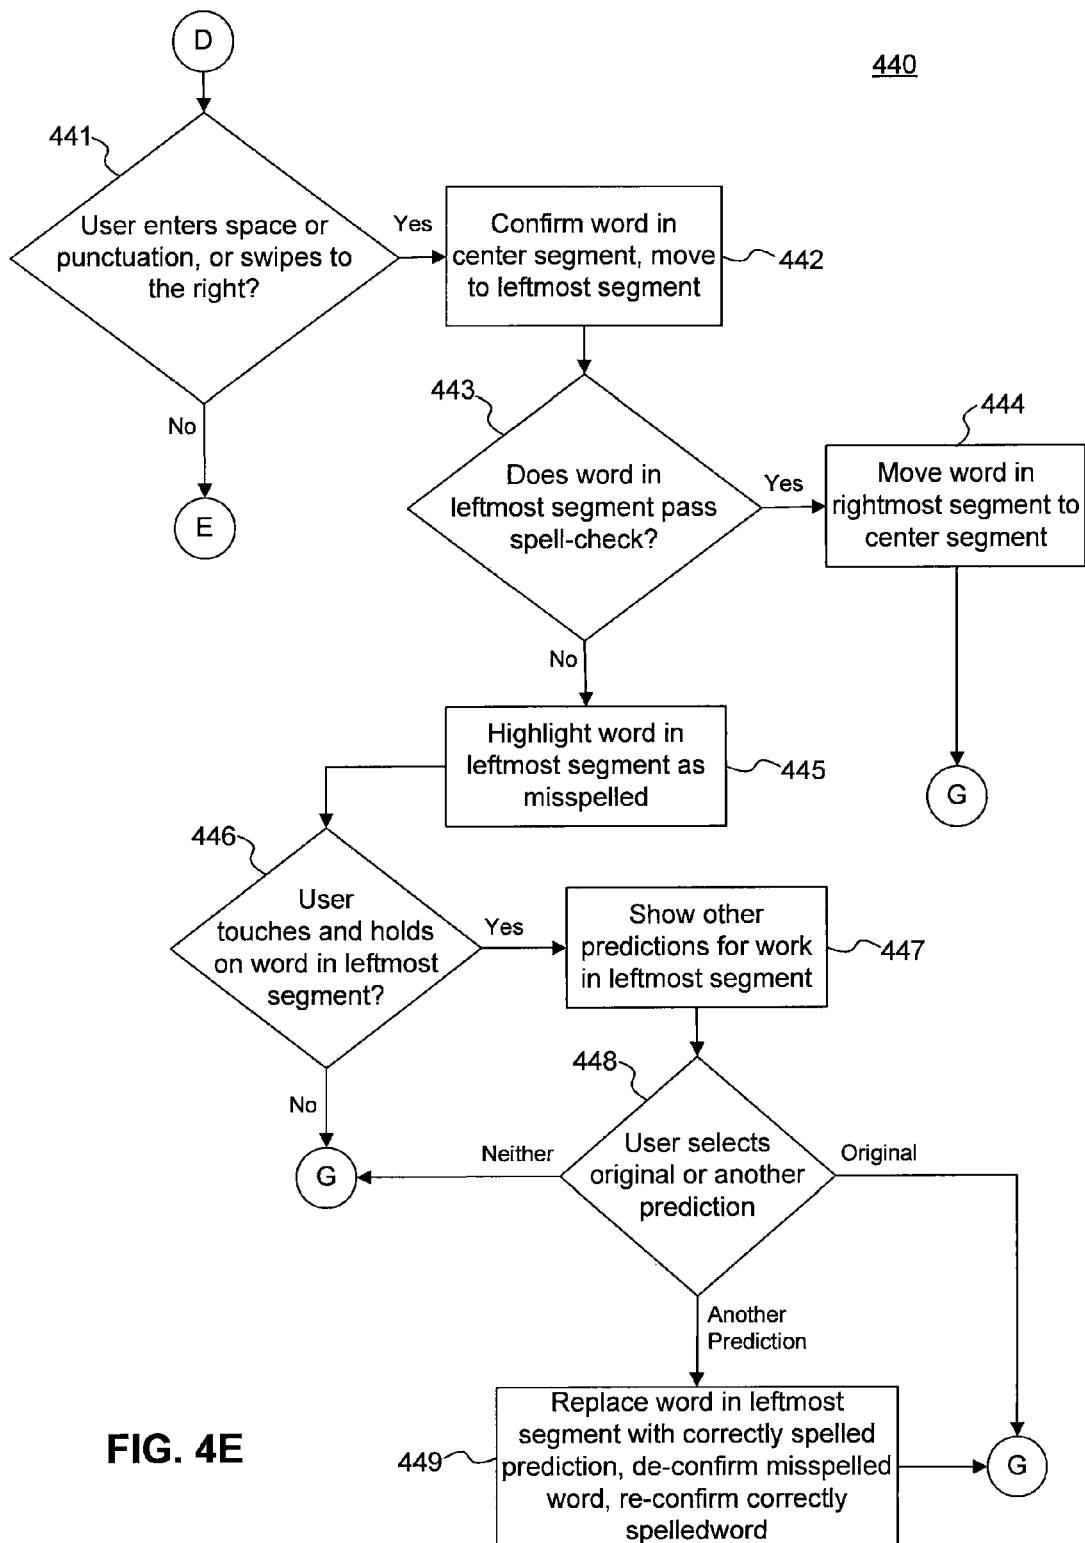 D
440
441
User enters space or
punctuation, or swipes to
the right?
Yes
Confirm word in
center segment, move
to leftmost segment
442
No
E
443
Does word in
leftmost segment pass
spell-check?
Yes
444
Move word in
rightmost segment to
center segment
G
No
Highlight word in
leftmost segment as
misspelled
445
446
User
touches and holds
on word in leftmost
segment?
Yes
Show other
predictions for work
in leftmost segment
447
No
G
448
User selects
original or another
prediction
Neither
Original
Another
Prediction
Replace word in leftmost
segment with correctly spelled
prediction, de-confirm misspelled
word, re-confirm correctly
spelledword
449
G
FIG. 4E